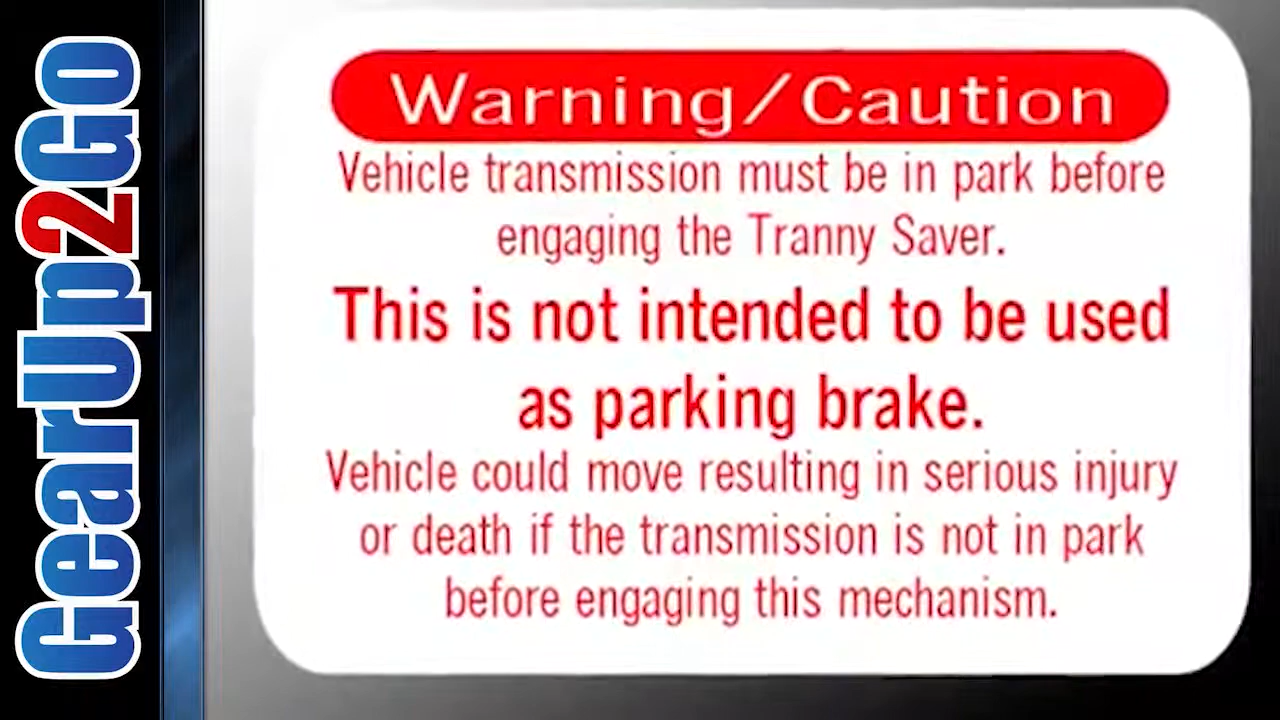 GearUp2Go
Warning/Caution
Vehicle transmission must be in park before
engaging the Tranny Saver.
This is not intended to be used
as parking brake.
Vehicle could move resulting in serious injury
or death if the transmission is not in park
before engaging this mechanism.